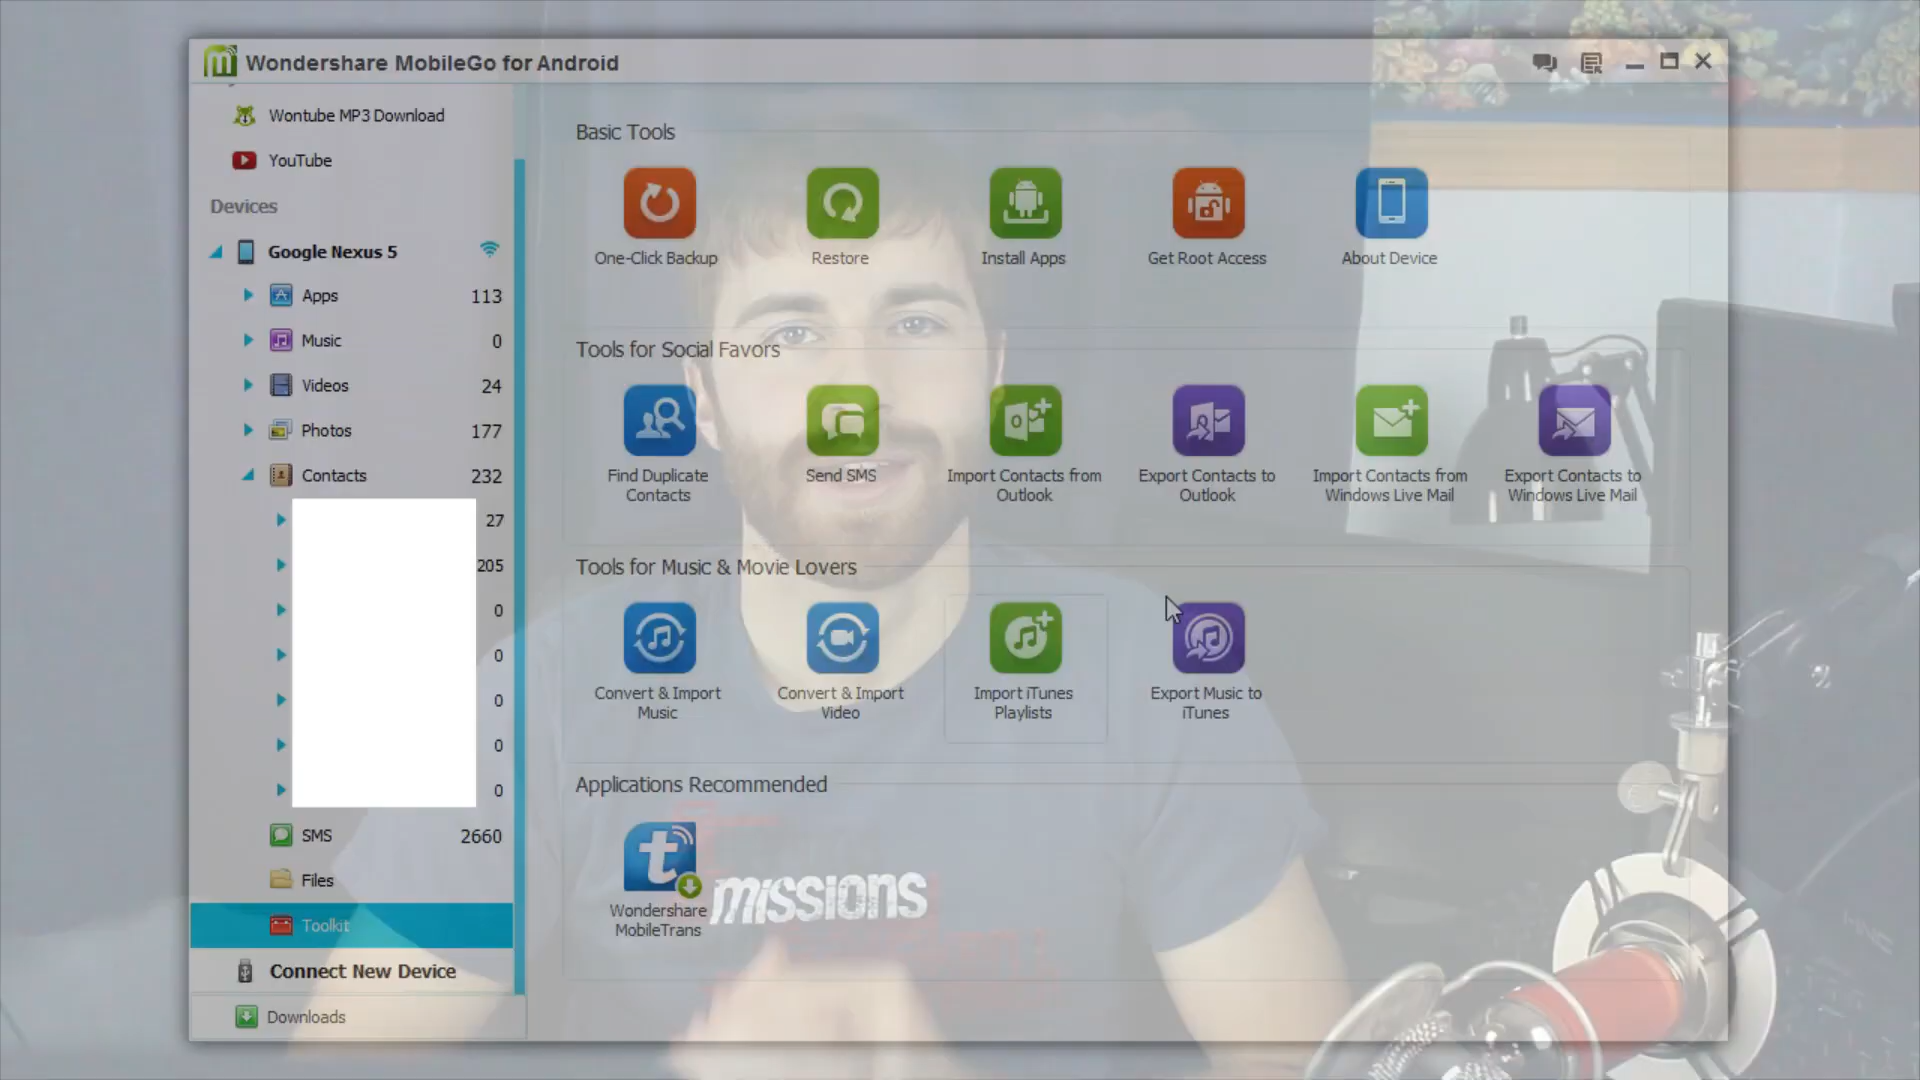 Wondershare MobileGo for Android
Wontube MP3 Download
YouTube
Devices
Google Nexus 5
Apps 113
Music 0
Videos 24
Photos 177
Contacts 232
27
205
0
0
0
0
0
SMS 2660
Files
Toolkit
Connect New Device
Downloads
Basic Tools
One-Click Backup
Restore
Install Apps
Get Root Access
About Device
Tools for Social Favors
Find Duplicate
Contacts
Send SMS
Import Contacts from
Outlook
Export Contacts to
Outlook
Import Contacts from
Windows Live Mail
Export Contacts to
Windows Live Mail
Tools for Music & Movie Lovers
Convert & Import
Music
Convert & Import
Video
Import iTunes
Playlists
Export Music to
iTunes
Applications Recommended
Wondershare
MobileTrans
missions